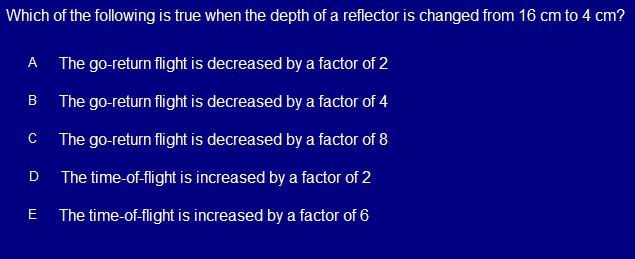 Which of the following is true when the depth of a reflector is changed from 16 cm to 4 cm?
A The go-return flight is decreased by a factor of 2
B The go-return flight is decreased by a factor of 4
C The go-return flight is decreased by a factor of 8
D The time-of-flight is increased by a factor of 2
E The time-of-flight is increased by a factor of 6